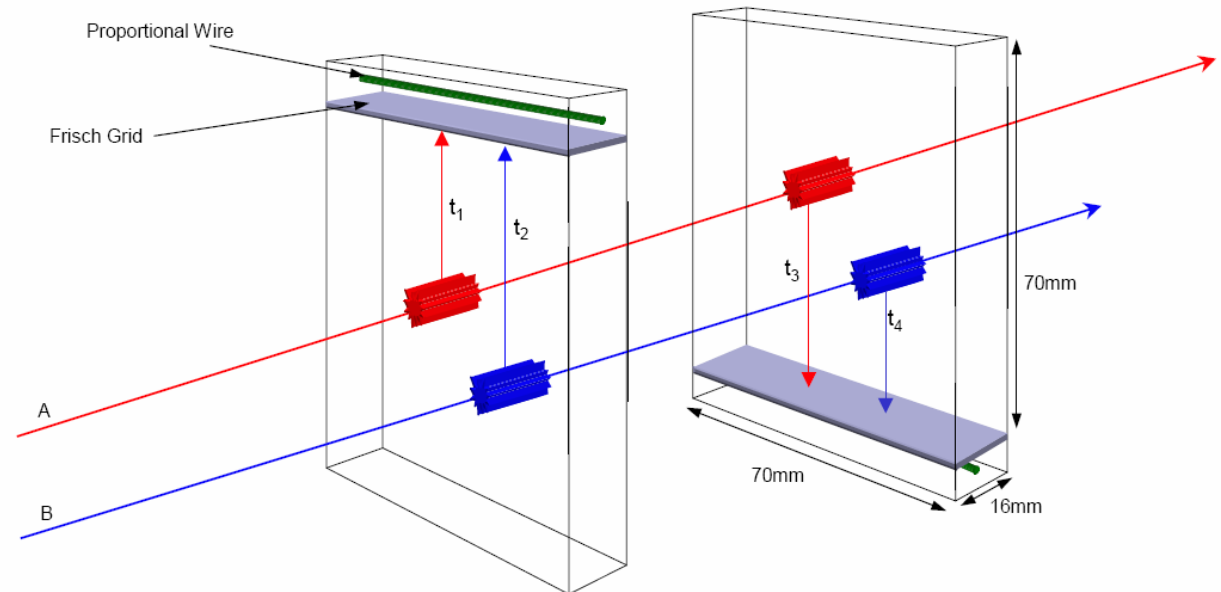 Proportional Wire
Frisch Grid
t1
t2
t3
t4
A
B
70mm
70mm
16mm